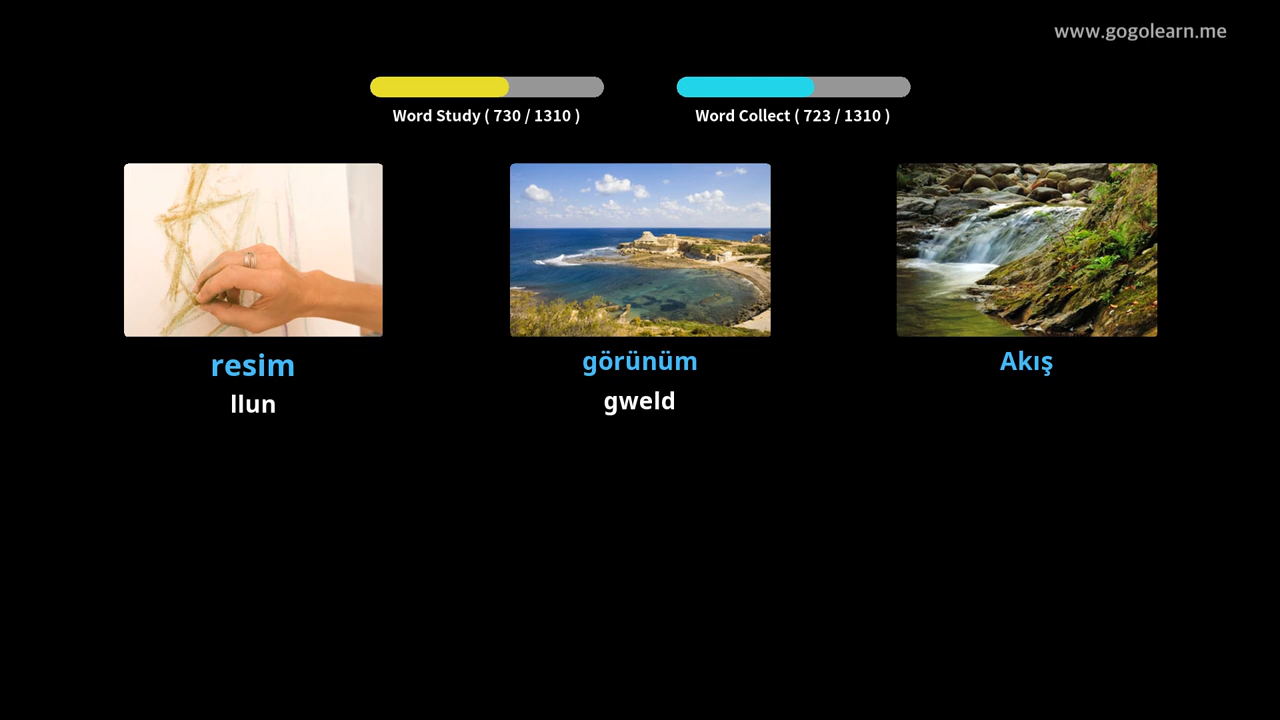 www.gogolearn.me
Word Study ( 730 / 1310 )
Word Collect ( 723 / 1310 )
resim
llun
görünüm
gweld
Akış